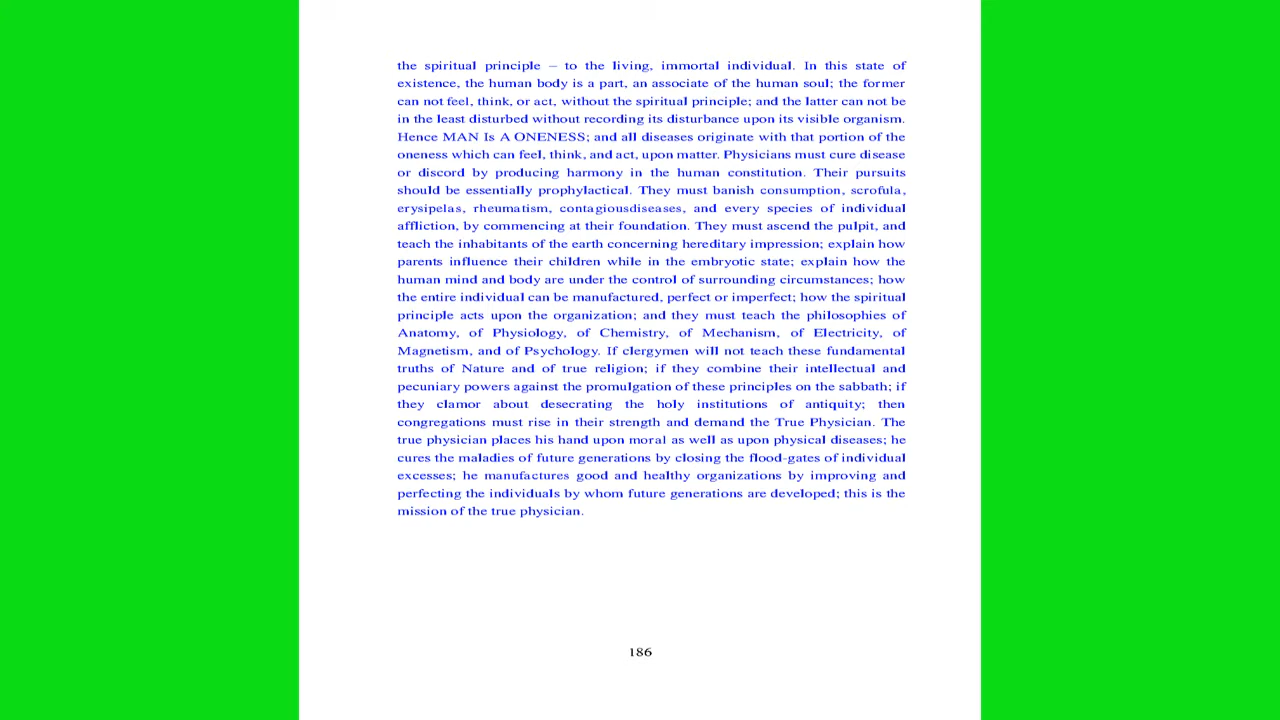 the spiritual principle – to the living, immortal individual. In this state of
existence, the human body is a part, an associate of the human soul; the former
can not feel, think, or act, without the spiritual principle; and the latter can not be
in the least disturbed without recording its disturbance upon its visible organism.
Hence MAN Is A ONENESS; and all diseases originate with that portion of the
oneness which can feel, think, and act, upon matter. Physicians must cure disease
or discord by producing harmony in the human constitution. Their pursuits
should be essentially prophylactical. They must banish consumption, scrofula,
erysipelas, rheumatism, contagiousdiseases, and every species of individual
affliction, by commencing at their foundation. They must ascend the pulpit, and
teach the inhabitants of the earth concerning hereditary impression; explain how
parents influence their children while in the embryotic state; explain how the
human mind and body are under the control of surrounding circumstances; how
the entire individual can be manufactured, perfect or imperfect; how the spiritual
principle acts upon the organization; and they must teach the philosophies of
Anatomy, of Physiology, of Chemistry, of Mechanism, of Electricity, of
Magnetism, and of Psychology. If clergymen will not teach these fundamental
truths of Nature and of true religion; if they combine their intellectual and
pecuniary powers against the promulgation of these principles on the sabbath; if
they clamor about desecrating the holy institutions of antiquity; then
congregations must rise in their strength and demand the True Physician. The
true physician places his hand upon moral as well as upon physical diseases; he
cures the maladies of future generations by closing the flood-gates of individual
excesses; he manufactures good and healthy organizations by improving and
perfecting the individuals by whom future generations are developed; this is the
mission of the true physician.
186